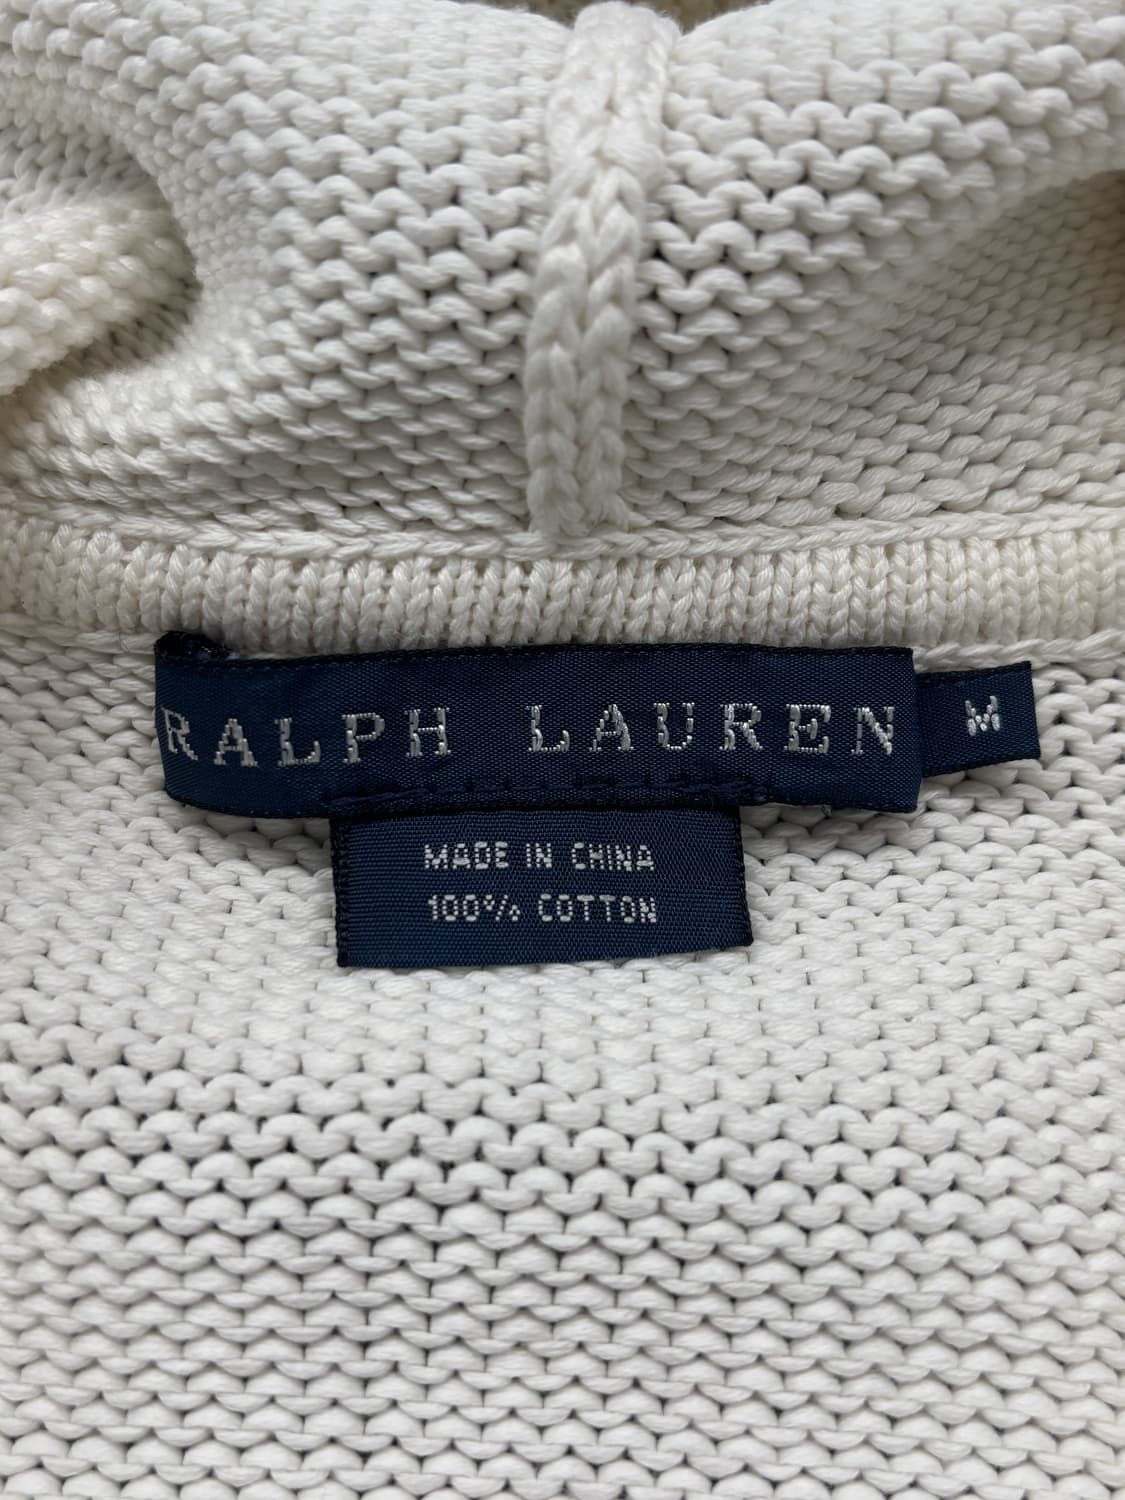 RALPH LAUREN
M
MADE IN CHINA
100% COTTON